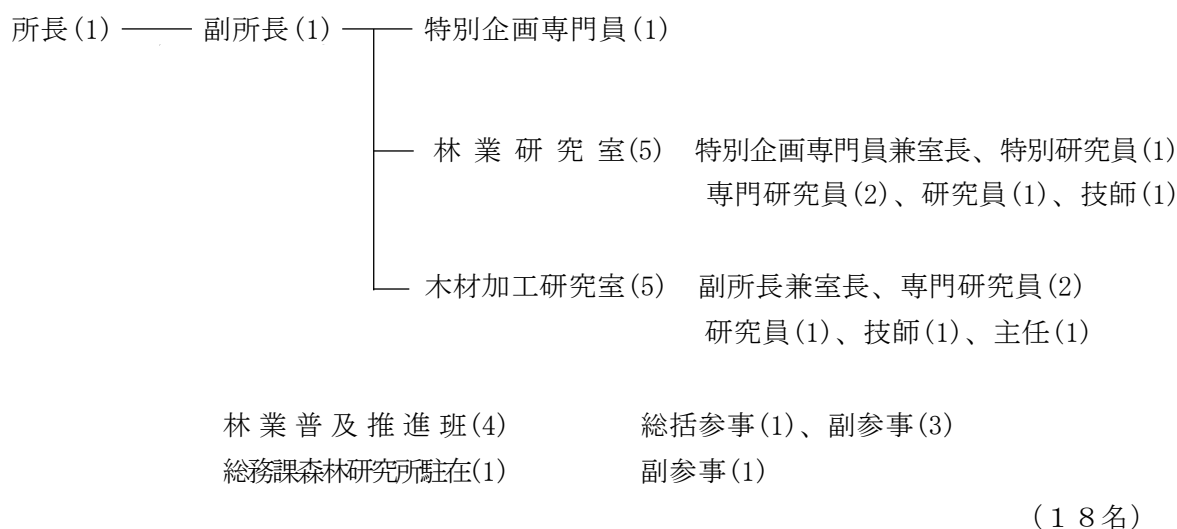 所長(1) 副所長(1) 特別企画専門員(1)
林業研究室(5) 特別企画専門員兼室長、特別研究員(1)
専門研究員(2)、研究員(1)、技師(1)
木材加工研究室(5) 副所長兼室長、専門研究員(2)
研究員(1)、技師(1)、主任(1)
林業普及推進班(4) 総括参事(1)、副参事(3)
総務課森林研究所駐在(1) 副参事(1)
(18名)